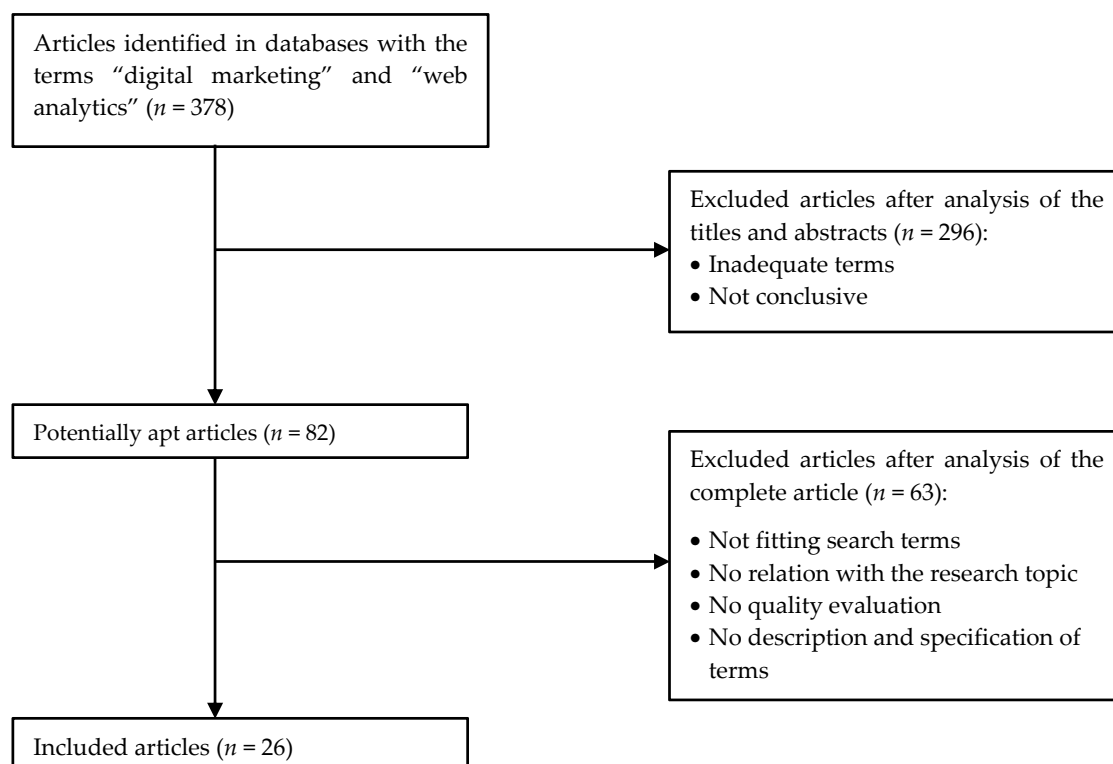 Articles identified in databases with the
terms “digital marketing” and “web
analytics” (n = 378)
Excluded articles after analysis of the
titles and abstracts (n = 296):
• Inadequate terms
• Not conclusive
Potentially apt articles (n = 82)
Excluded articles after analysis of the
complete article (n = 63):
• Not fitting search terms
• No relation with the research topic
• No quality evaluation
• No description and specification of
terms
Included articles (n = 26)